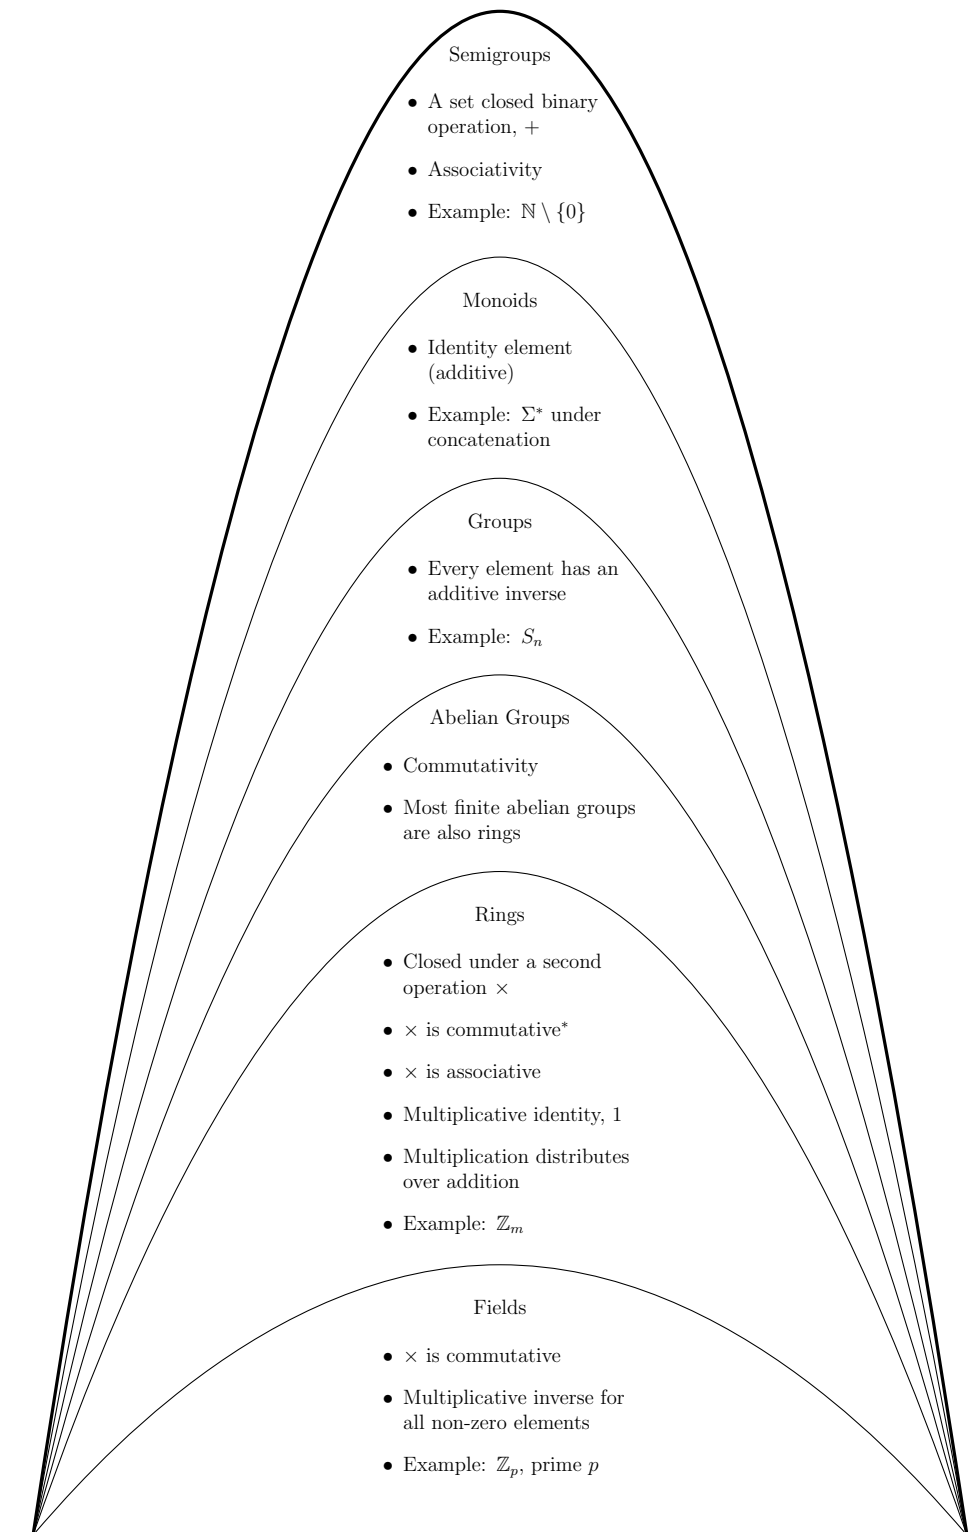 Semigroups
• A set closed binary
operation, +
• Associativity
• Example: ℕ \ {0}
Monoids
• Identity element
(additive)
• Example: Σ* under
concatenation
Groups
• Every element has an
additive inverse
• Example: Sₙ
Abelian Groups
• Commutativity
• Most finite abelian groups
are also rings
Rings
• Closed under a second
operation ×
• × is commutative*
• × is associative
• Multiplicative identity, 1
• Multiplication distributes
over addition
• Example: ℤₘ
Fields
• × is commutative
• Multiplicative inverse for
all non-zero elements
• Example: ℤₚ, prime p